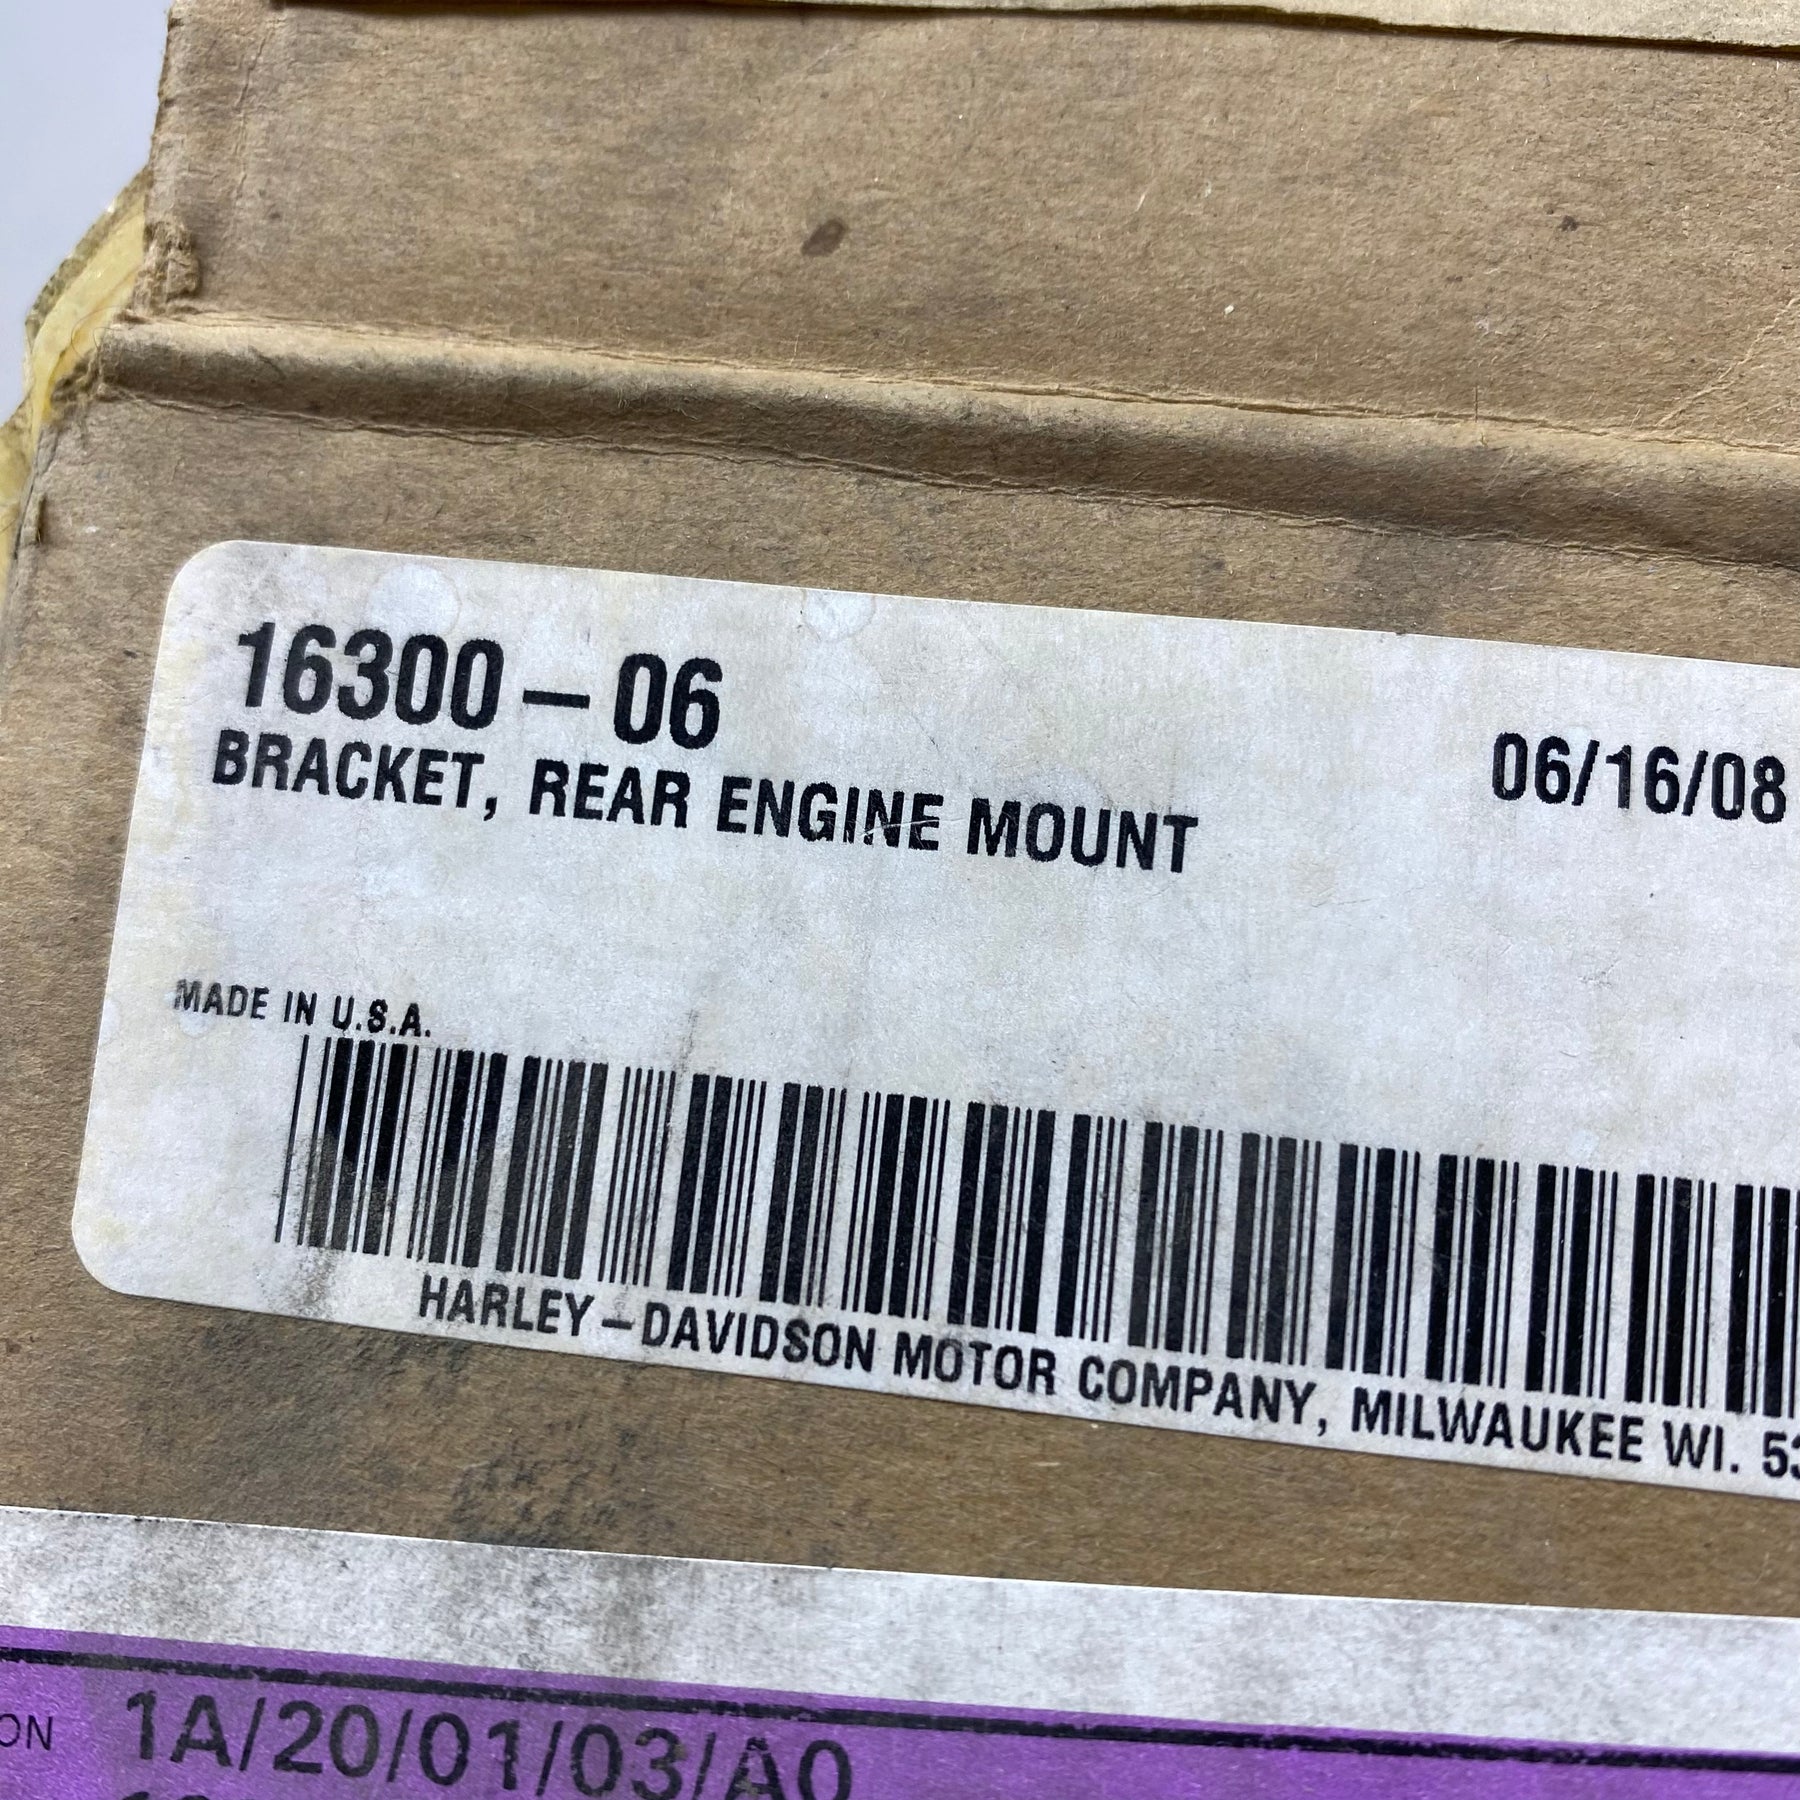 16300-06
BRACKET, REAR ENGINE MOUNT
06/16/08
MADE IN U.S.A.
HARLEY-DAVIDSON MOTOR COMPANY, MILWAUKEE WI. 53
ON 1A/20/01/03/A0